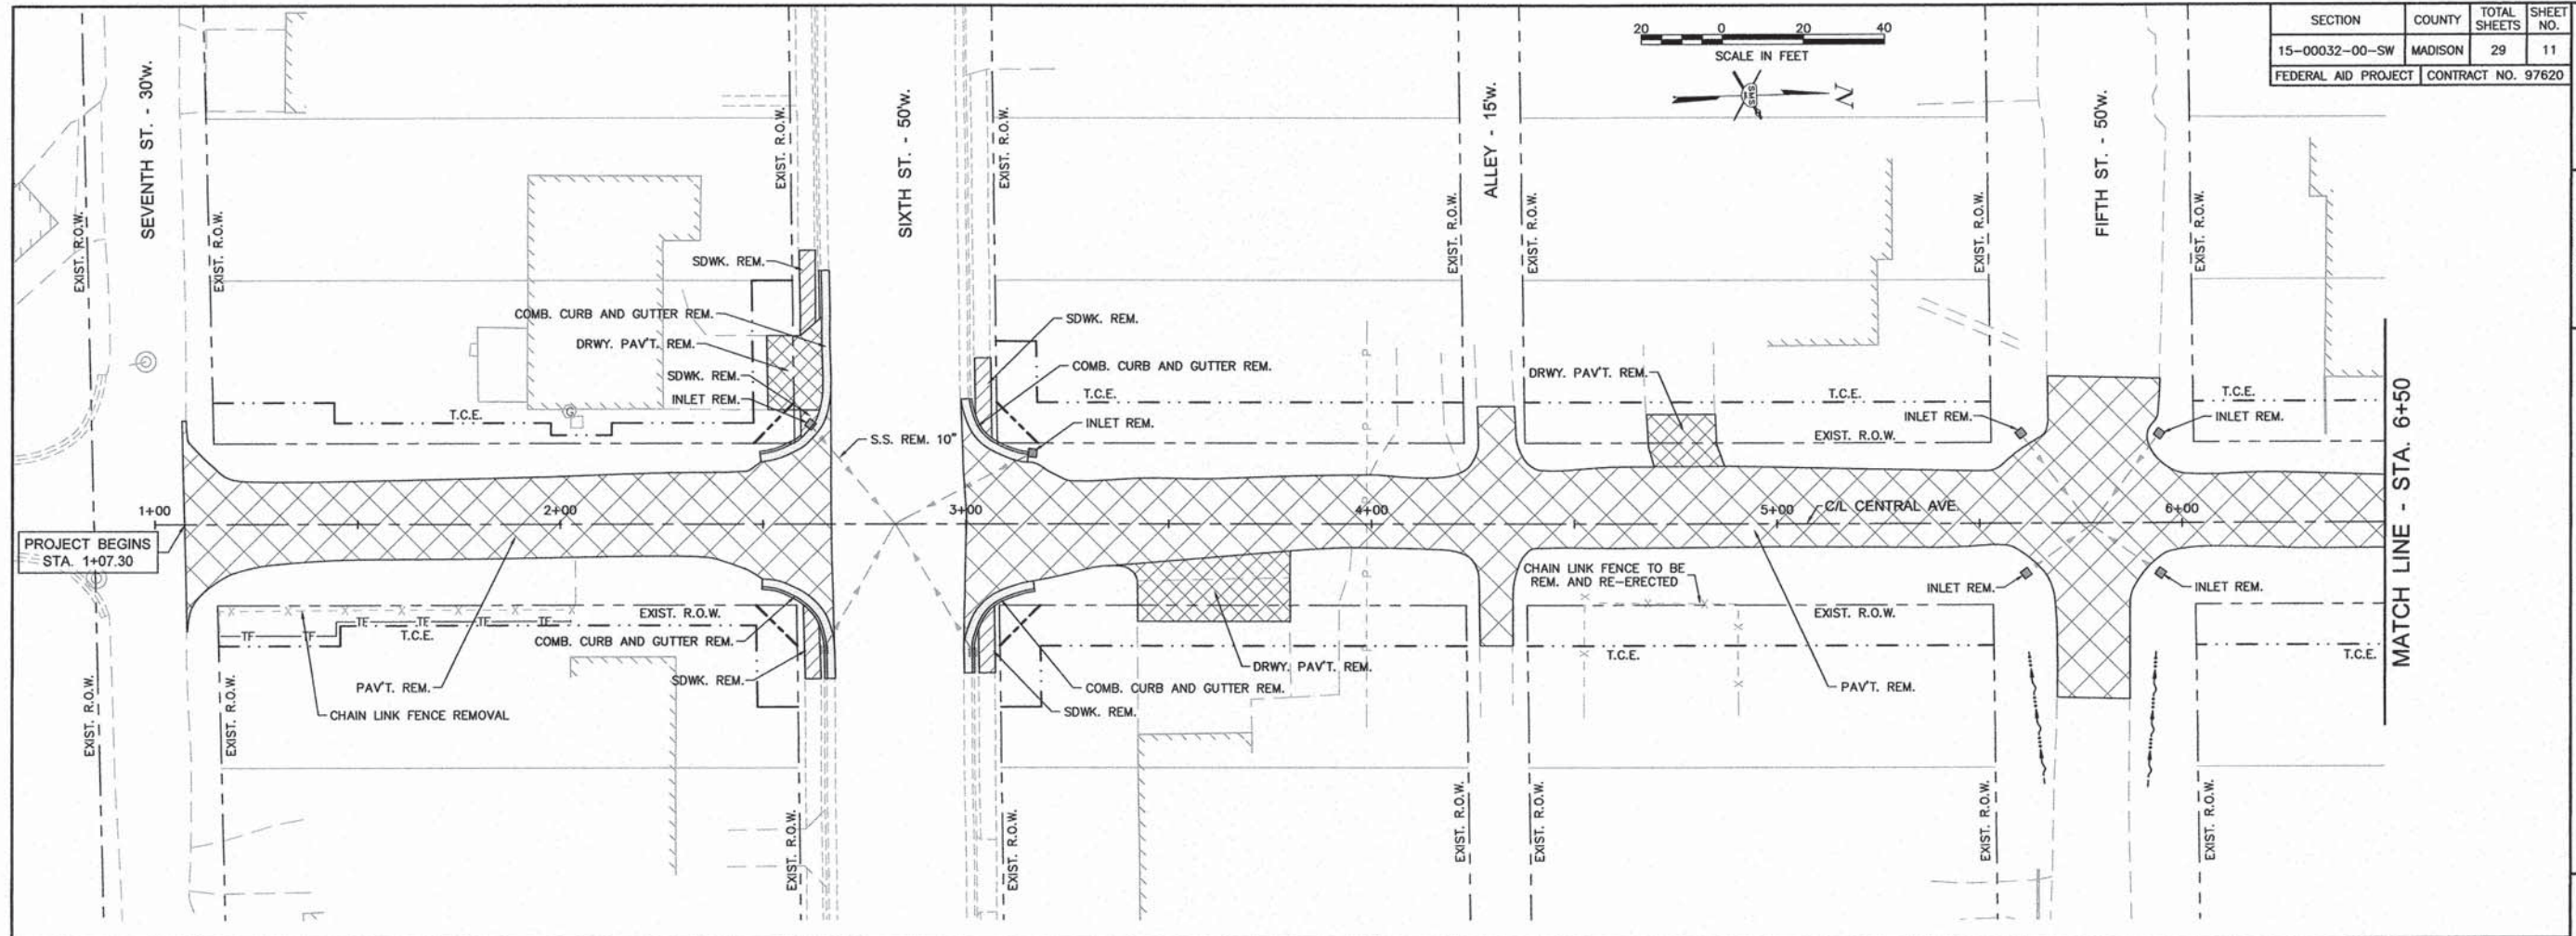 SECTION COUNTY TOTAL SHEETS SHEET NO.
15-00032-00-SW MADISON 29 11
FEDERAL AID PROJECT CONTRACT NO. 97620
20 0 20 40
SCALE IN FEET
SMS
N
SEVENTH ST. - 30'w.
SIXTH ST. - 50'w.
ALLEY - 15'w.
FIFTH ST. - 50'w.
EXIST. R.O.W.
EXIST. R.O.W.
EXIST. R.O.W.
EXIST. R.O.W.
EXIST. R.O.W.
EXIST. R.O.W.
EXIST. R.O.W.
EXIST. R.O.W.
SDWK. REM.
COMB. CURB AND GUTTER REM.
DRWY. PAV'T. REM.
SDWK. REM.
INLET REM.
T.C.E.
S.S. REM. 10"
SDWK. REM.
COMB. CURB AND GUTTER REM.
T.C.E.
INLET REM.
DRWY. PAV'T. REM.
T.C.E.
INLET REM.
EXIST. R.O.W.
T.C.E.
INLET REM.
P
P
P
P
P
1+00
2+00
3+00
4+00
5+00
C/L CENTRAL AVE.
6+00
MATCH LINE - STA. 6+50
PROJECT BEGINS
STA. 1+07.30
X X X X X X X
TF TF TF TF TF TF
T.C.E.
EXIST. R.O.W.
COMB. CURB AND GUTTER REM.
SDWK. REM.
PAV'T. REM.
CHAIN LINK FENCE REMOVAL
DRWY. PAV'T. REM.
COMB. CURB AND GUTTER REM.
SDWK. REM.
CHAIN LINK FENCE TO BE
REM. AND RE-ERECTED
X X X
X X
X X
EXIST. R.O.W.
T.C.E.
PAV'T. REM.
INLET REM.
INLET REM.
T.C.E.
EXIST. R.O.W.
EXIST. R.O.W.
EXIST. R.O.W.
EXIST. R.O.W.
EXIST. R.O.W.
EXIST. R.O.W.
EXIST. R.O.W.
EXIST. R.O.W.